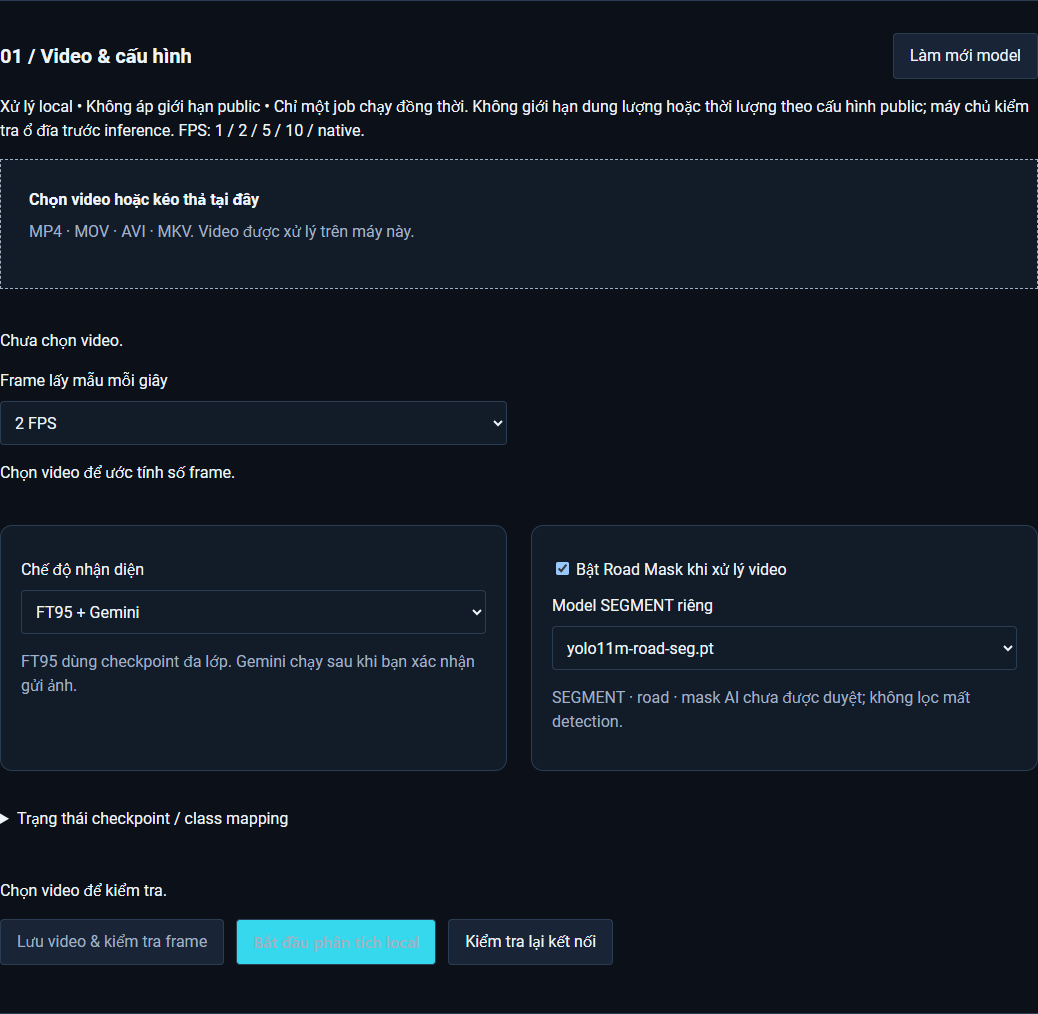 01 / Video & cấu hình
Làm mới model
Xử lý local • Không áp giới hạn public • Chỉ một job chạy đồng thời. Không giới hạn dung lượng hoặc thời lượng theo cấu hình public; máy chủ kiểm
tra ổ đĩa trước inference. FPS: 1 / 2 / 5 / 10 / native.
Chọn video hoặc kéo thả tại đây
MP4 · MOV · AVI · MKV. Video được xử lý trên máy này.
Chưa chọn video.
Frame lấy mẫu mỗi giây
2 FPS
Chọn video để ước tính số frame.
Chế độ nhận diện
FT95 + Gemini
FT95 dùng checkpoint đa lớp. Gemini chạy sau khi bạn xác nhận
gửi ảnh.
Bật Road Mask khi xử lý video
Model SEGMENT riêng
yolo11m-road-seg.pt
SEGMENT · road · mask AI chưa được duyệt; không lọc mất
detection.
Trạng thái checkpoint / class mapping
Chọn video để kiểm tra.
Lưu video & kiểm tra frame
Bắt đầu phân tích local
Kiểm tra lại kết nối